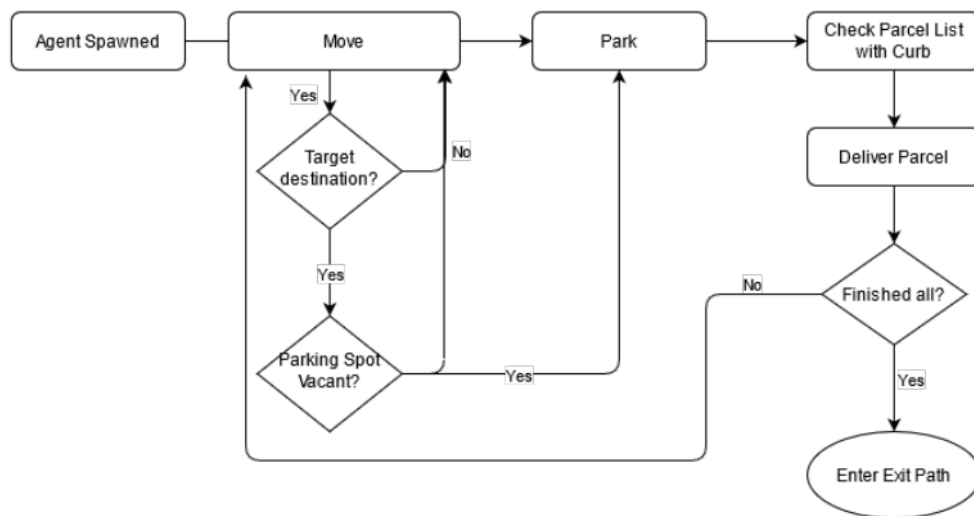 Agent Spawned
Move
Park
Check Parcel List
with Curb
Yes
Target
destination?
No
Deliver Parcel
Yes
No
Finished all?
Parking Spot
Vacant?
Yes
Yes
Enter Exit Path